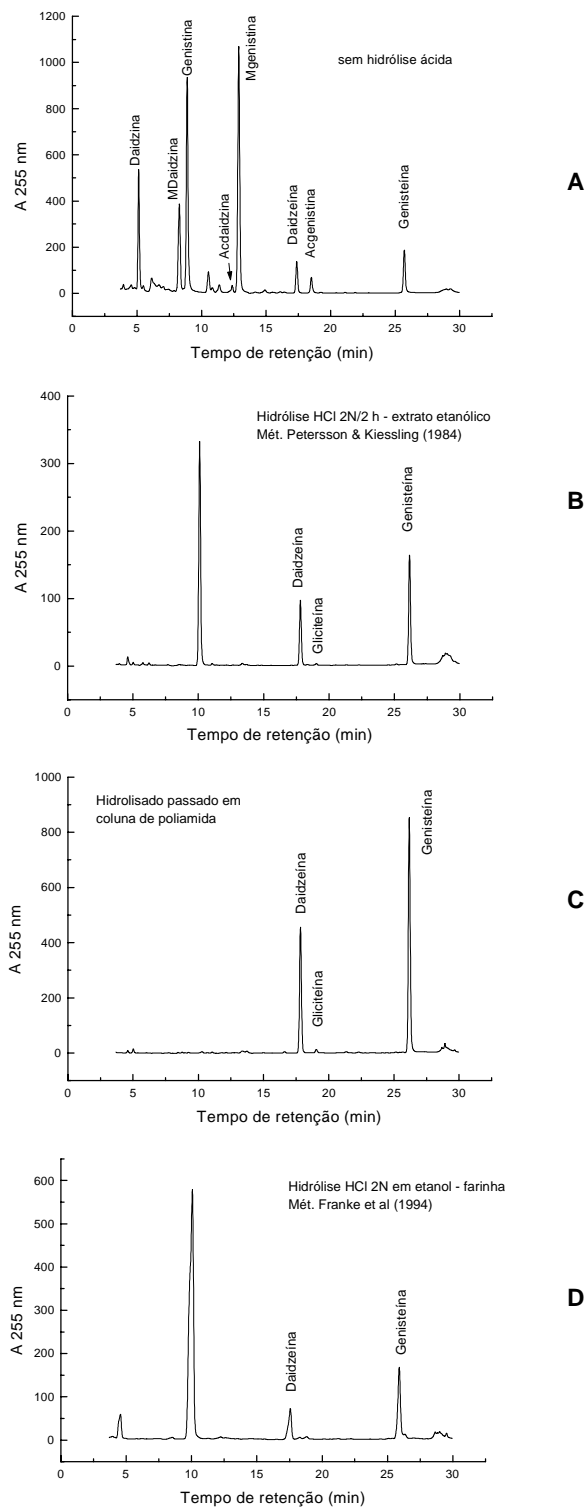 1200
1000
800
600
400
200
0
A 255 nm
Daidzina
MDaidzina
Genistina
Acdaidzina
Mgenistina
Daidzeína
Acgenistina
Genisteína
sem hidrólise ácida
A
0 5 10 15 20 25 30
Tempo de retenção (min)
400
300
200
100
0
A 255 nm
Hidrólise HCl 2N/2 h - extrato etanólico
Mét. Petersson & Kiessling (1984)
Daidzeína
Gliciteína
Genisteína
B
0 5 10 15 20 25 30
Tempo de retenção (min)
1000
800
600
400
200
0
A 255 nm
Hidrolisado passado em
coluna de poliamida
Daidzeína
Gliciteína
Genisteína
C
0 5 10 15 20 25 30
Tempo de retenção (min)
600
500
400
300
200
100
0
A 255 nm
Hidrólise HCl 2N em etanol - farinha
Mét. Franke et al (1994)
Daidzeína
Genisteína
D
0 5 10 15 20 25 30
Tempo de retenção (min)